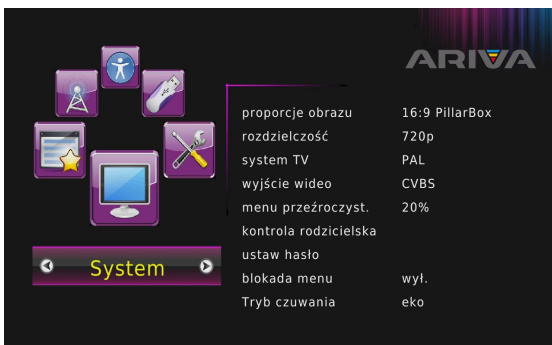 ARIVA
proporcje obrazu 16:9 PillarBox
rozdzielczość 720p
system TV PAL
wyjście wideo CVBS
menu przeźroczyst. 20%
kontrola rodzicielska
ustaw hasło
blokada menu wył.
Tryb czuwania eko
System